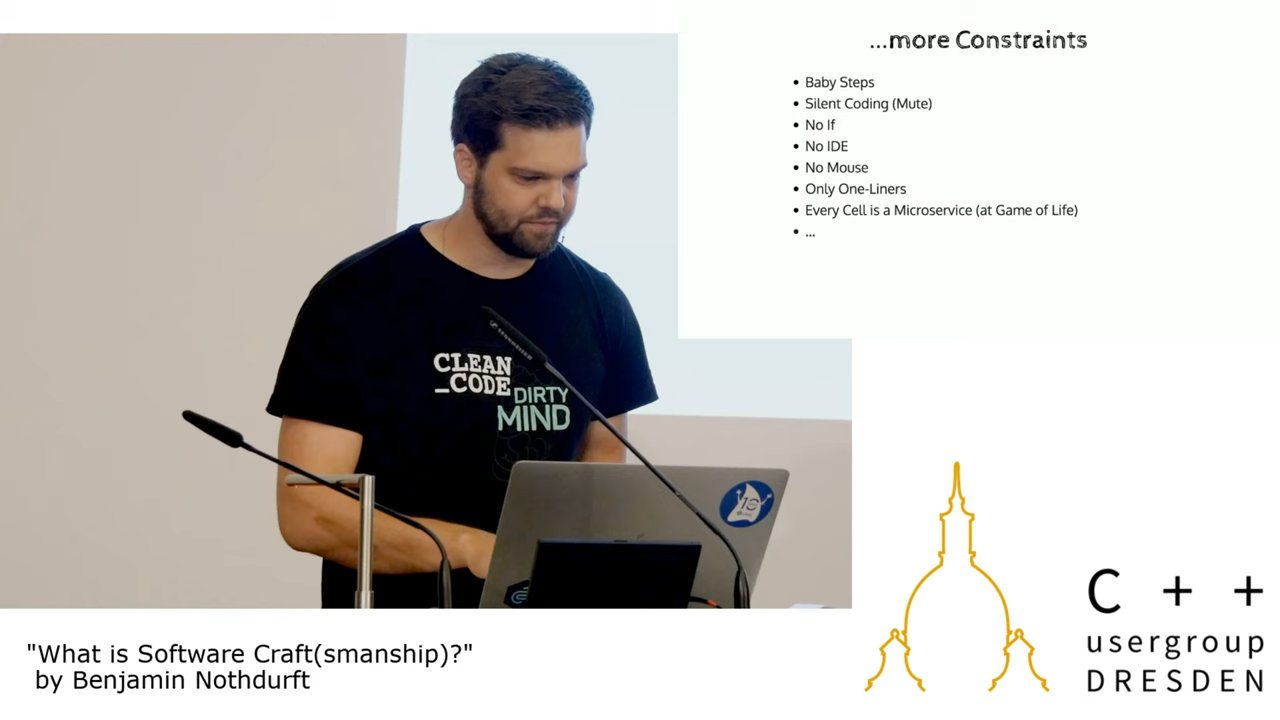 ...more Constraints
• Baby Steps
• Silent Coding (Mute)
• No If
• No IDE
• No Mouse
• Only One-Liners
• Every Cell is a Microservice (at Game of Life)
• ...
CLEAN
_CODE
DIRTY
MIND
10
"What is Software Craft(smanship)?"
by Benjamin Nothdurft
C + +
usergroup
DRESDEN